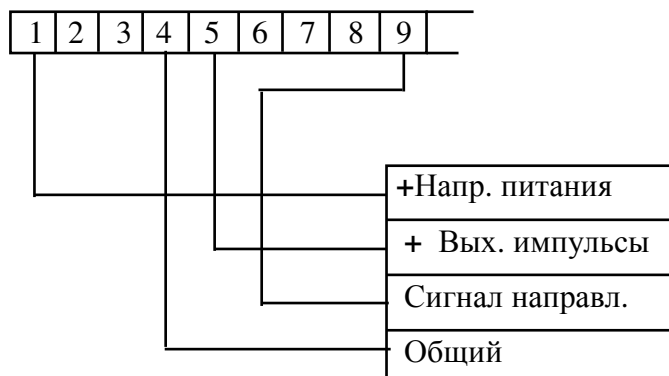 1 2 3 4 5 6 7 8 9
+Напр. питания
+ Вых. импульсы
Сигнал направл.
Общий